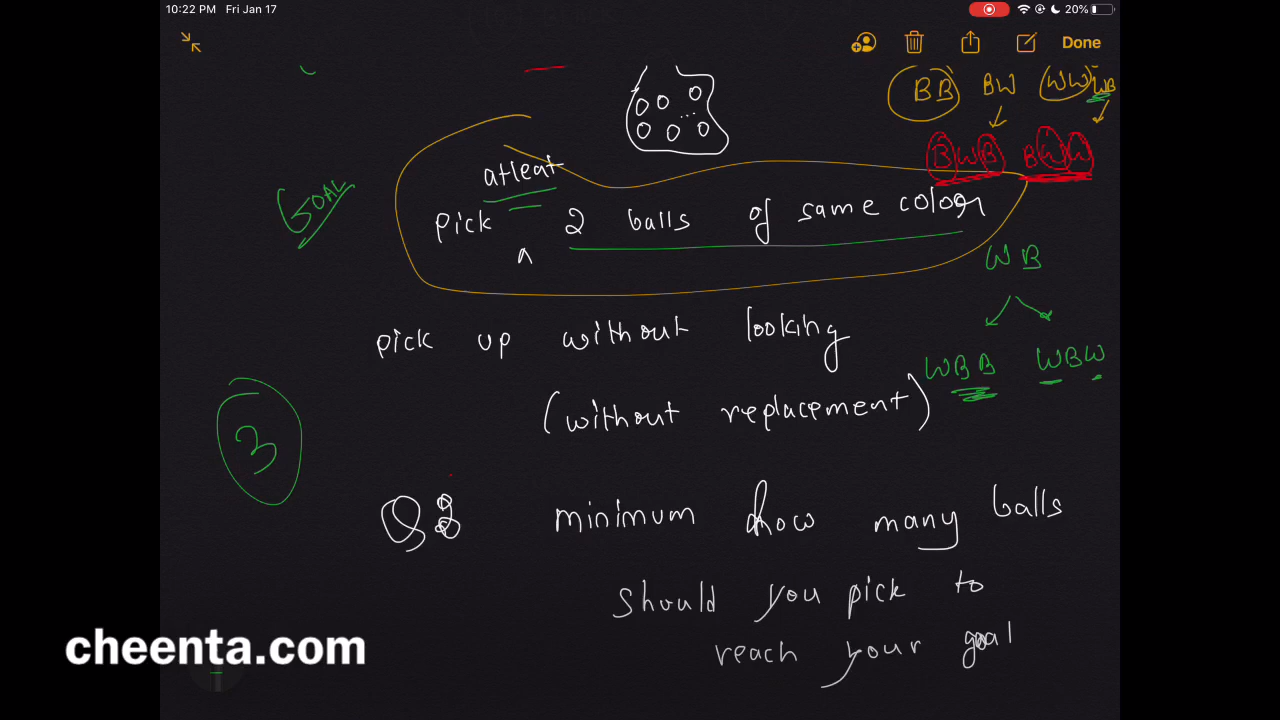 10:22 PM Fri Jan 17
20%
Done
BB BW WW WB
BWB BWW
GOAL
atleat
pick 2 balls of same color
WB
pick up without looking
WBB WBW
(without replacement)
3
minimum how many balls
should you pick to
reach your goal
cheenta.com